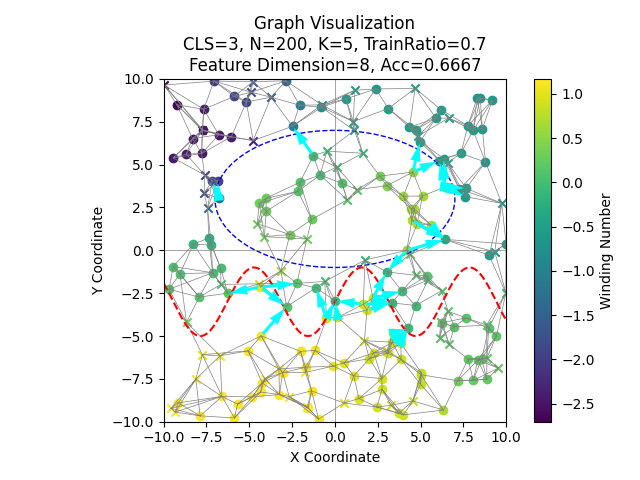 Graph Visualization
CLS=3, N=200, K=5, TrainRatio=0.7
Feature Dimension=8, Acc=0.6667
10.0
7.5
5.0
2.5
0.0
−2.5
−5.0
−7.5
−10.0
Y Coordinate
−10.0 −7.5 −5.0 −2.5 0.0 2.5 5.0 7.5 10.0
X Coordinate
1.0
0.5
0.0
−0.5
−1.0
−1.5
−2.0
−2.5
Winding Number